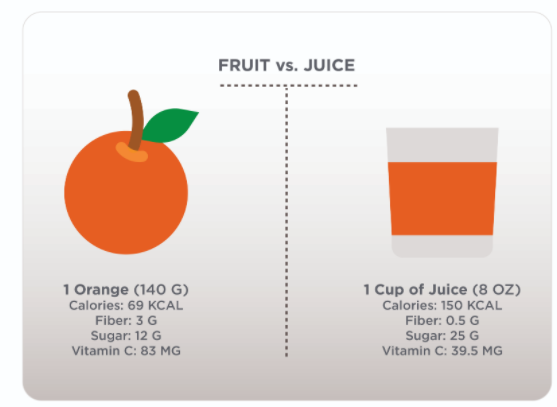 FRUIT vs. JUICE
1 Orange (140 G)
Calories: 69 KCAL
Fiber: 3 G
Sugar: 12 G
Vitamin C: 83 MG
1 Cup of Juice (8 OZ)
Calories: 150 KCAL
Fiber: 0.5 G
Sugar: 25 G
Vitamin C: 39.5 MG